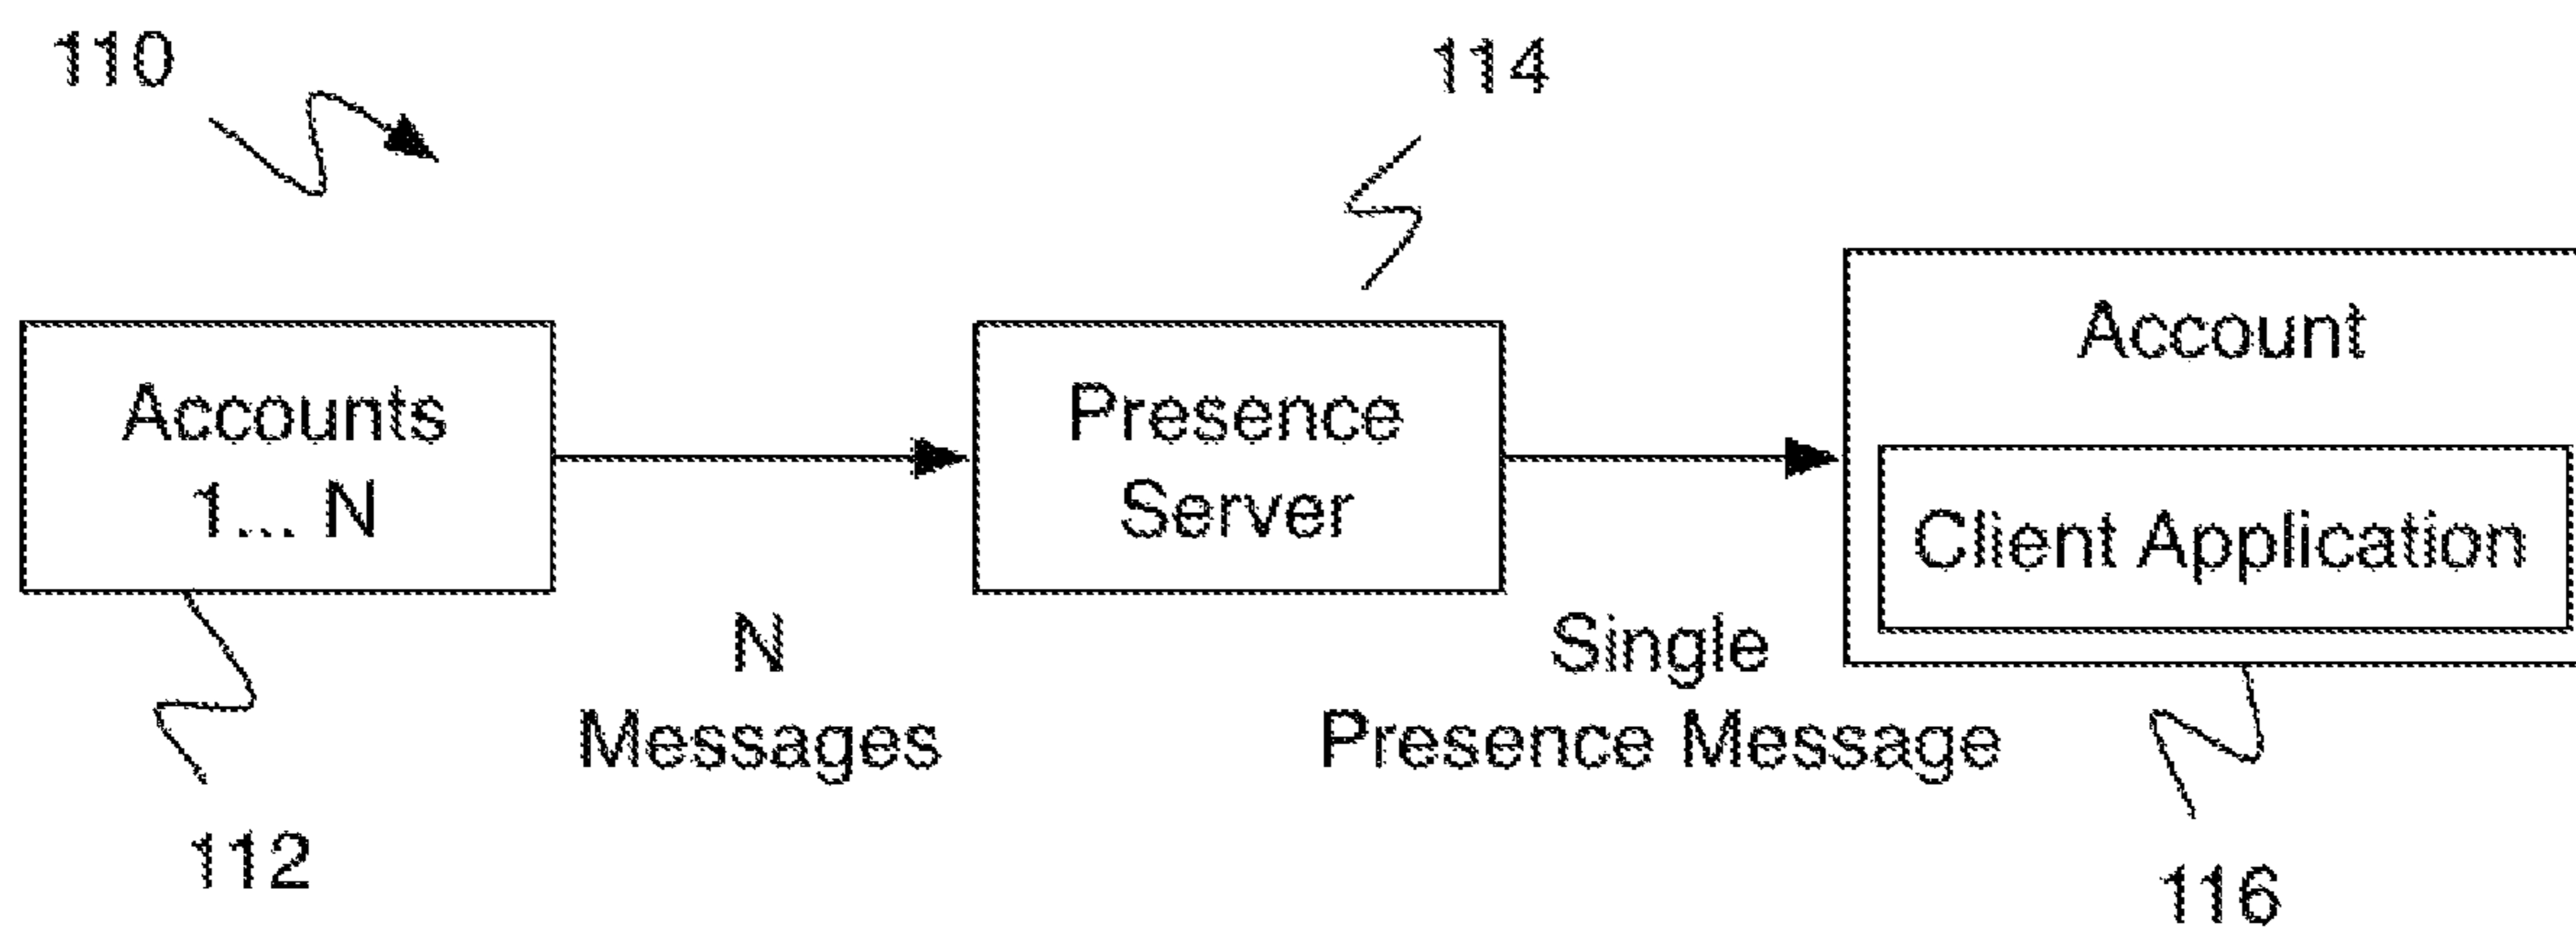 110
114
Accounts
1... N
Presence
Server
Account
Client Application
N
Messages
Single
Presence Message
112
116